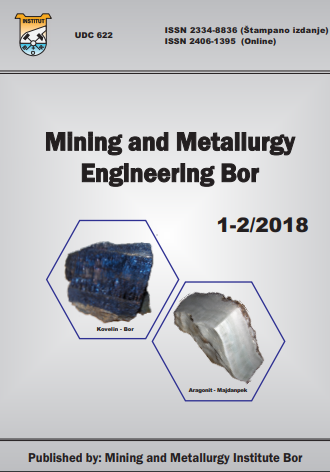 INSTITUT
UDC 622
ISSN 2334-8836 (Štampano izdanje)
ISSN 2406-1395 (Online)
Mining and Metallurgy
Engineering Bor
1-2/2018
Kovelin - Bor
Aragonit - Majdanpek
Published by: Mining and Metallurgy Institute Bor